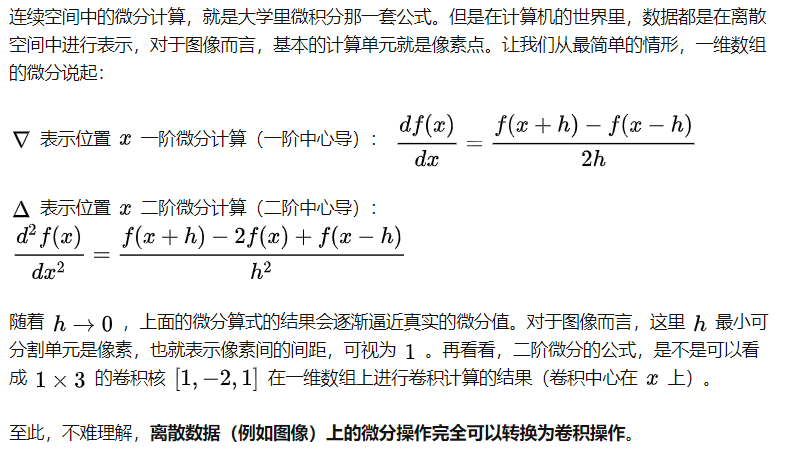 连续空间中的微分计算，就是大学里微积分那一套公式。但是在计算机的世界里，数据都是在离散
空间中进行表示，对于图像而言，基本的计算单元就是像素点。让我们从最简单的情形，一维数组
的微分说起：
∇ 表示位置 x 一阶微分计算（一阶中心导）： df(x)/dx = (f(x + h) − f(x − h))/2h
Δ 表示位置 x 二阶微分计算（二阶中心导）：
d²f(x)/dx² = (f(x + h) − 2f(x) + f(x − h))/h²
随着 h → 0 ，上面的微分算式的结果会逐渐逼近真实的微分值。对于图像而言，这里 h 最小可
分割单元是像素，也就表示像素间的间距，可视为 1 。再看看，二阶微分的公式，是不是可以看
成 1 × 3 的卷积核 [1, −2, 1] 在一维数组上进行卷积计算的结果（卷积中心在 x 上）。
至此，不难理解，离散数据（例如图像）上的微分操作完全可以转换为卷积操作。